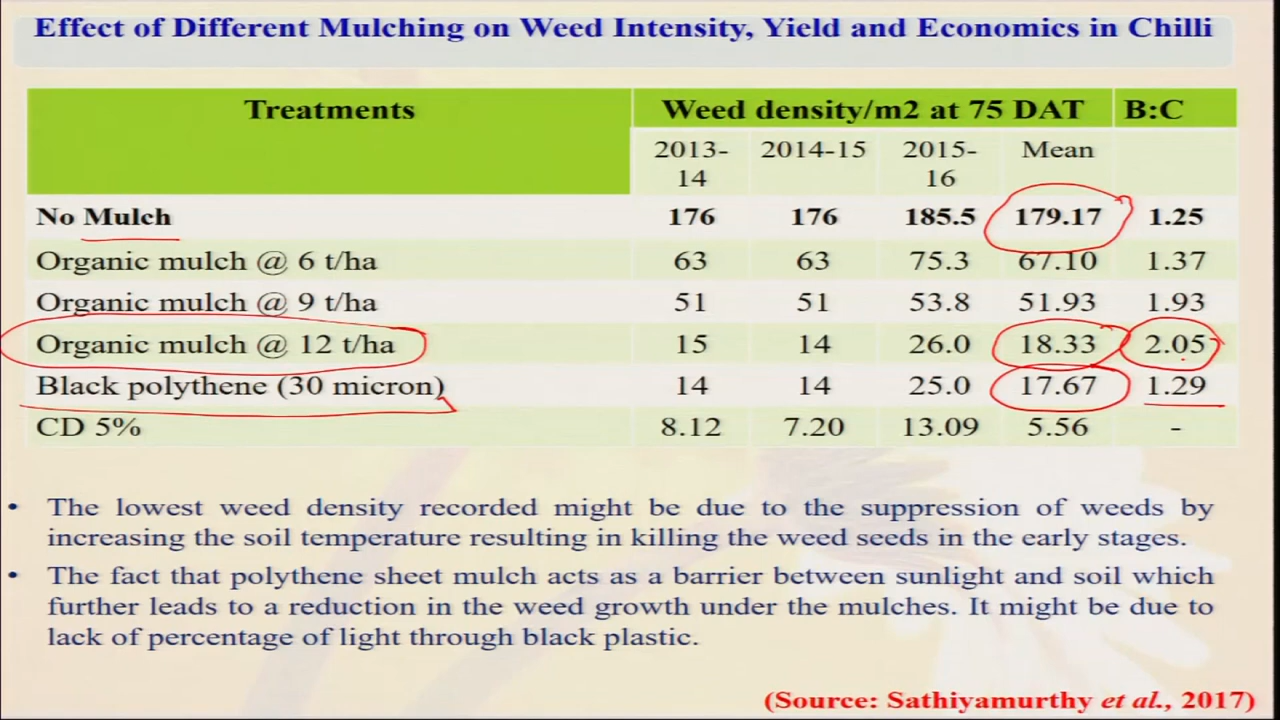 Effect of Different Mulching on Weed Intensity, Yield and Economics in Chilli
Treatments Weed density/m2 at 75 DAT B:C
2013-14 2014-15 2015-16 Mean
No Mulch 176 176 185.5 179.17 1.25
Organic mulch @ 6 t/ha 63 63 75.3 67.10 1.37
Organic mulch @ 9 t/ha 51 51 53.8 51.93 1.93
Organic mulch @ 12 t/ha 15 14 26.0 18.33 2.05
Black polythene (30 micron) 14 14 25.0 17.67 1.29
CD 5% 8.12 7.20 13.09 5.56 -
• The lowest weed density recorded might be due to the suppression of weeds by
increasing the soil temperature resulting in killing the weed seeds in the early stages.
• The fact that polythene sheet mulch acts as a barrier between sunlight and soil which
further leads to a reduction in the weed growth under the mulches. It might be due to
lack of percentage of light through black plastic.
(Source: Sathiyamurthy et al., 2017)